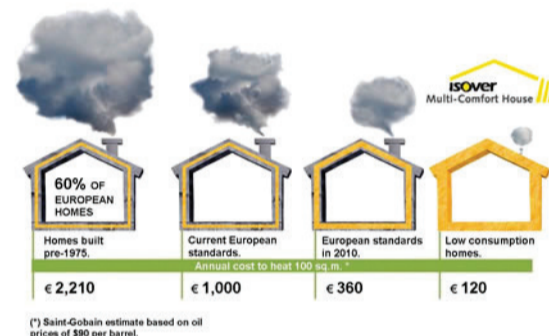 isover
Multi-Comfort House
60% OF
EUROPEAN
HOMES
Homes built
pre-1975.
Current European
standards.
European standards
in 2010.
Low consumption
homes.
Annual cost to heat 100 sq.m. *
€ 2,210
€ 1,000
€ 360
€ 120
(*) Saint-Gobain estimate based on oil
prices of $90 per barrel.